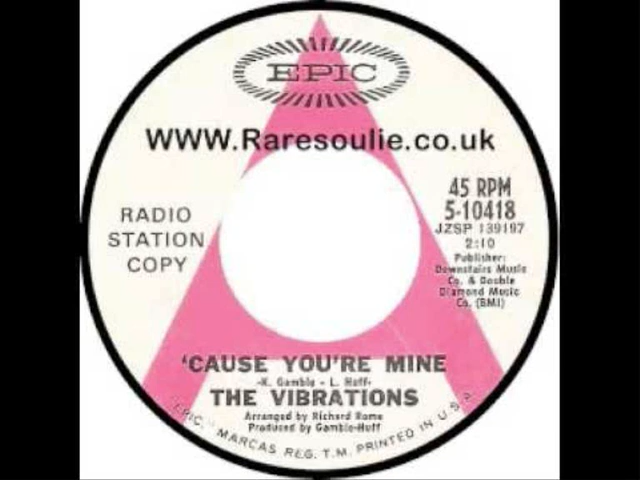 EPIC
WWW.Raresoulie.co.uk
RADIO
STATION
COPY
45 RPM
5-10418
JZSP 139197
2:10
Publisher:
Downstairs Music
Co. & Double
Diamond Music
Co. (BMI)
'CAUSE YOU'RE MINE
-K. Gamble - L. Huff-
THE VIBRATIONS
Arranged by Richard Rome
Produced by Gamble-Huff
"EPIC," MARCAS REG. T.M. PRINTED IN U.S.A.